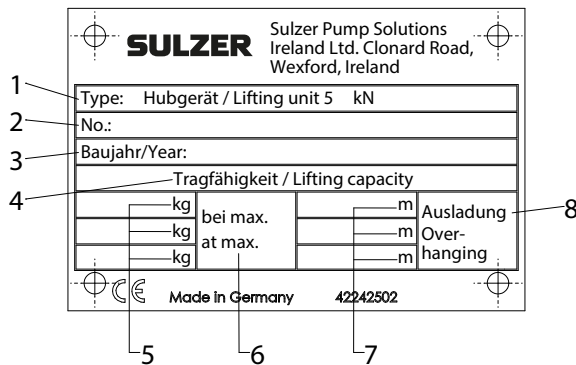 SULZER
Sulzer Pump Solutions
Ireland Ltd. Clonard Road,
Wexford, Ireland
1
Type: Hubgerät / Lifting unit 5 kN
2
No.:
3
Baujahr/Year:
4
Tragfähigkeit / Lifting capacity
kg
kg
kg
bei max.
at max.
m
m
m
Ausladung
Over-
hanging
8
CE Made in Germany 42242502
5 6 7